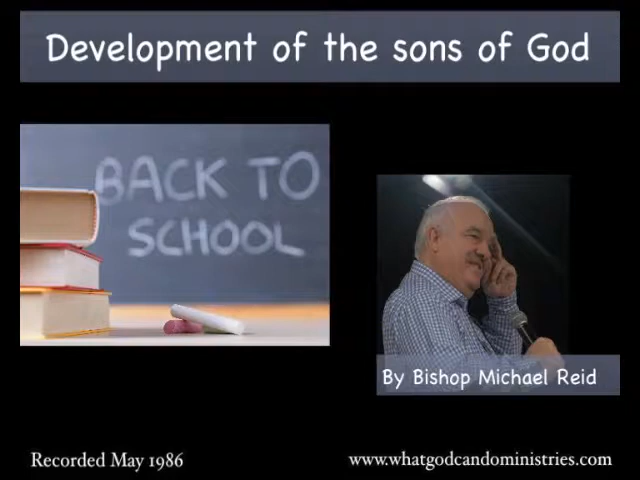 Development of the sons of God
BACK TO
SCHOOL
By Bishop Michael Reid
Recorded May 1986
www.whatgodcandoministries.com